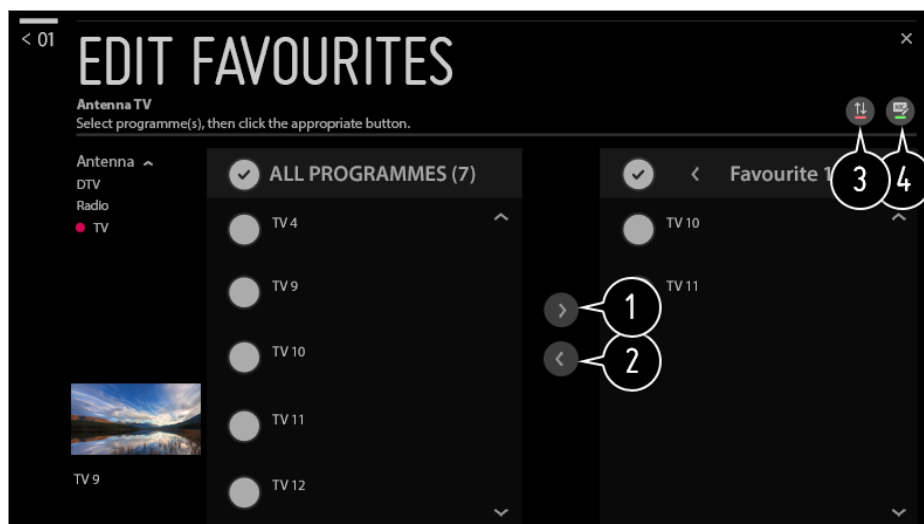 < 01
EDIT FAVOURITES
Antenna TV
Select programme(s), then click the appropriate button.
Antenna
DTV
Radio
TV
TV 9
ALL PROGRAMMES (7)
TV 4
TV 9
TV 10
TV 11
TV 12
1
2
Favourite 1
TV 10
TV 11
3
4